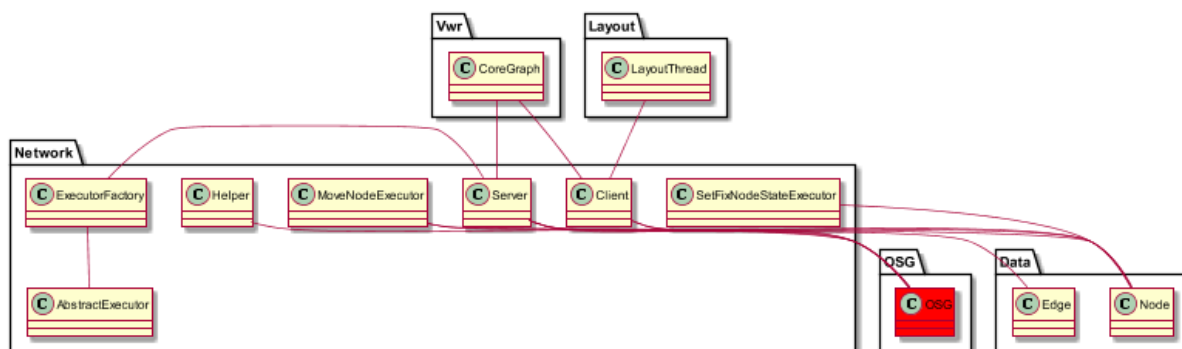 Vwr
Layout
C CoreGraph
C LayoutThread
Network
C ExecutorFactory
C Helper
C MoveNodeExecutor
C Server
C Client
C SetFixNodeStateExecutor
OSG
Data
C AbstractExecutor
C OSG
C Edge
C Node